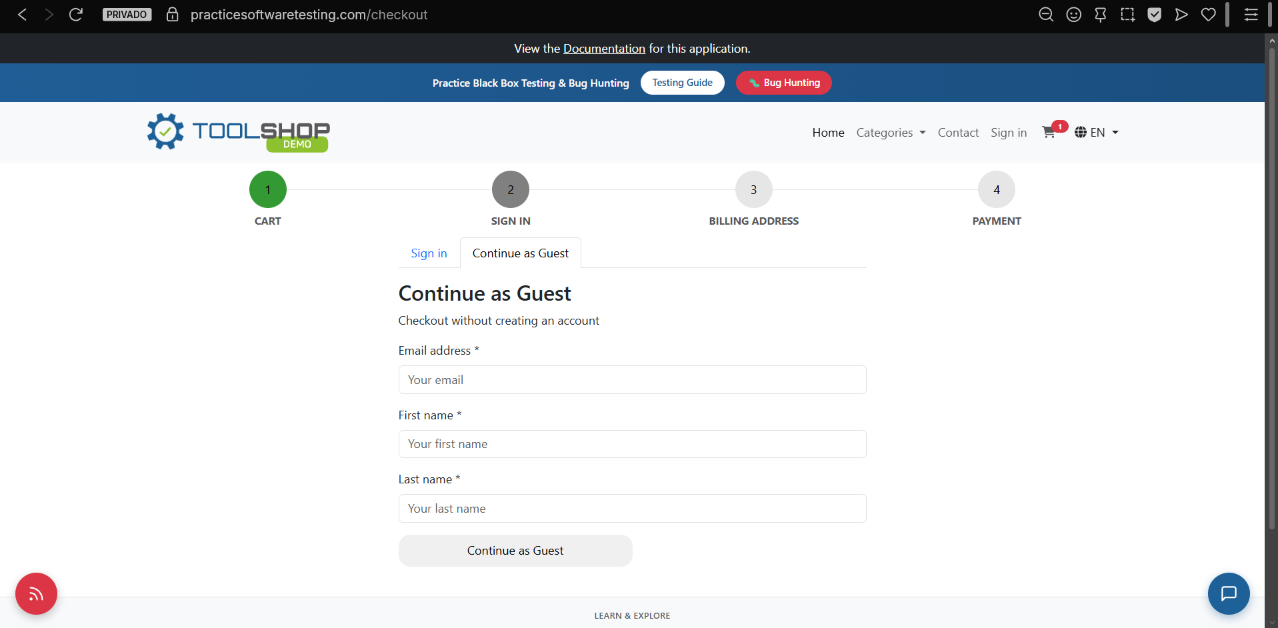 PRIVADO practicesoftwaretesting.com/checkout
View the Documentation for this application.
Practice Black Box Testing & Bug Hunting Testing Guide Bug Hunting
TOOLSHOP
DEMO
Home Categories Contact Sign in 1 EN
1 2 3 4
CART SIGN IN BILLING ADDRESS PAYMENT
Sign in Continue as Guest
Continue as Guest
Checkout without creating an account
Email address *
Your email
First name *
Your first name
Last name *
Your last name
Continue as Guest
LEARN & EXPLORE